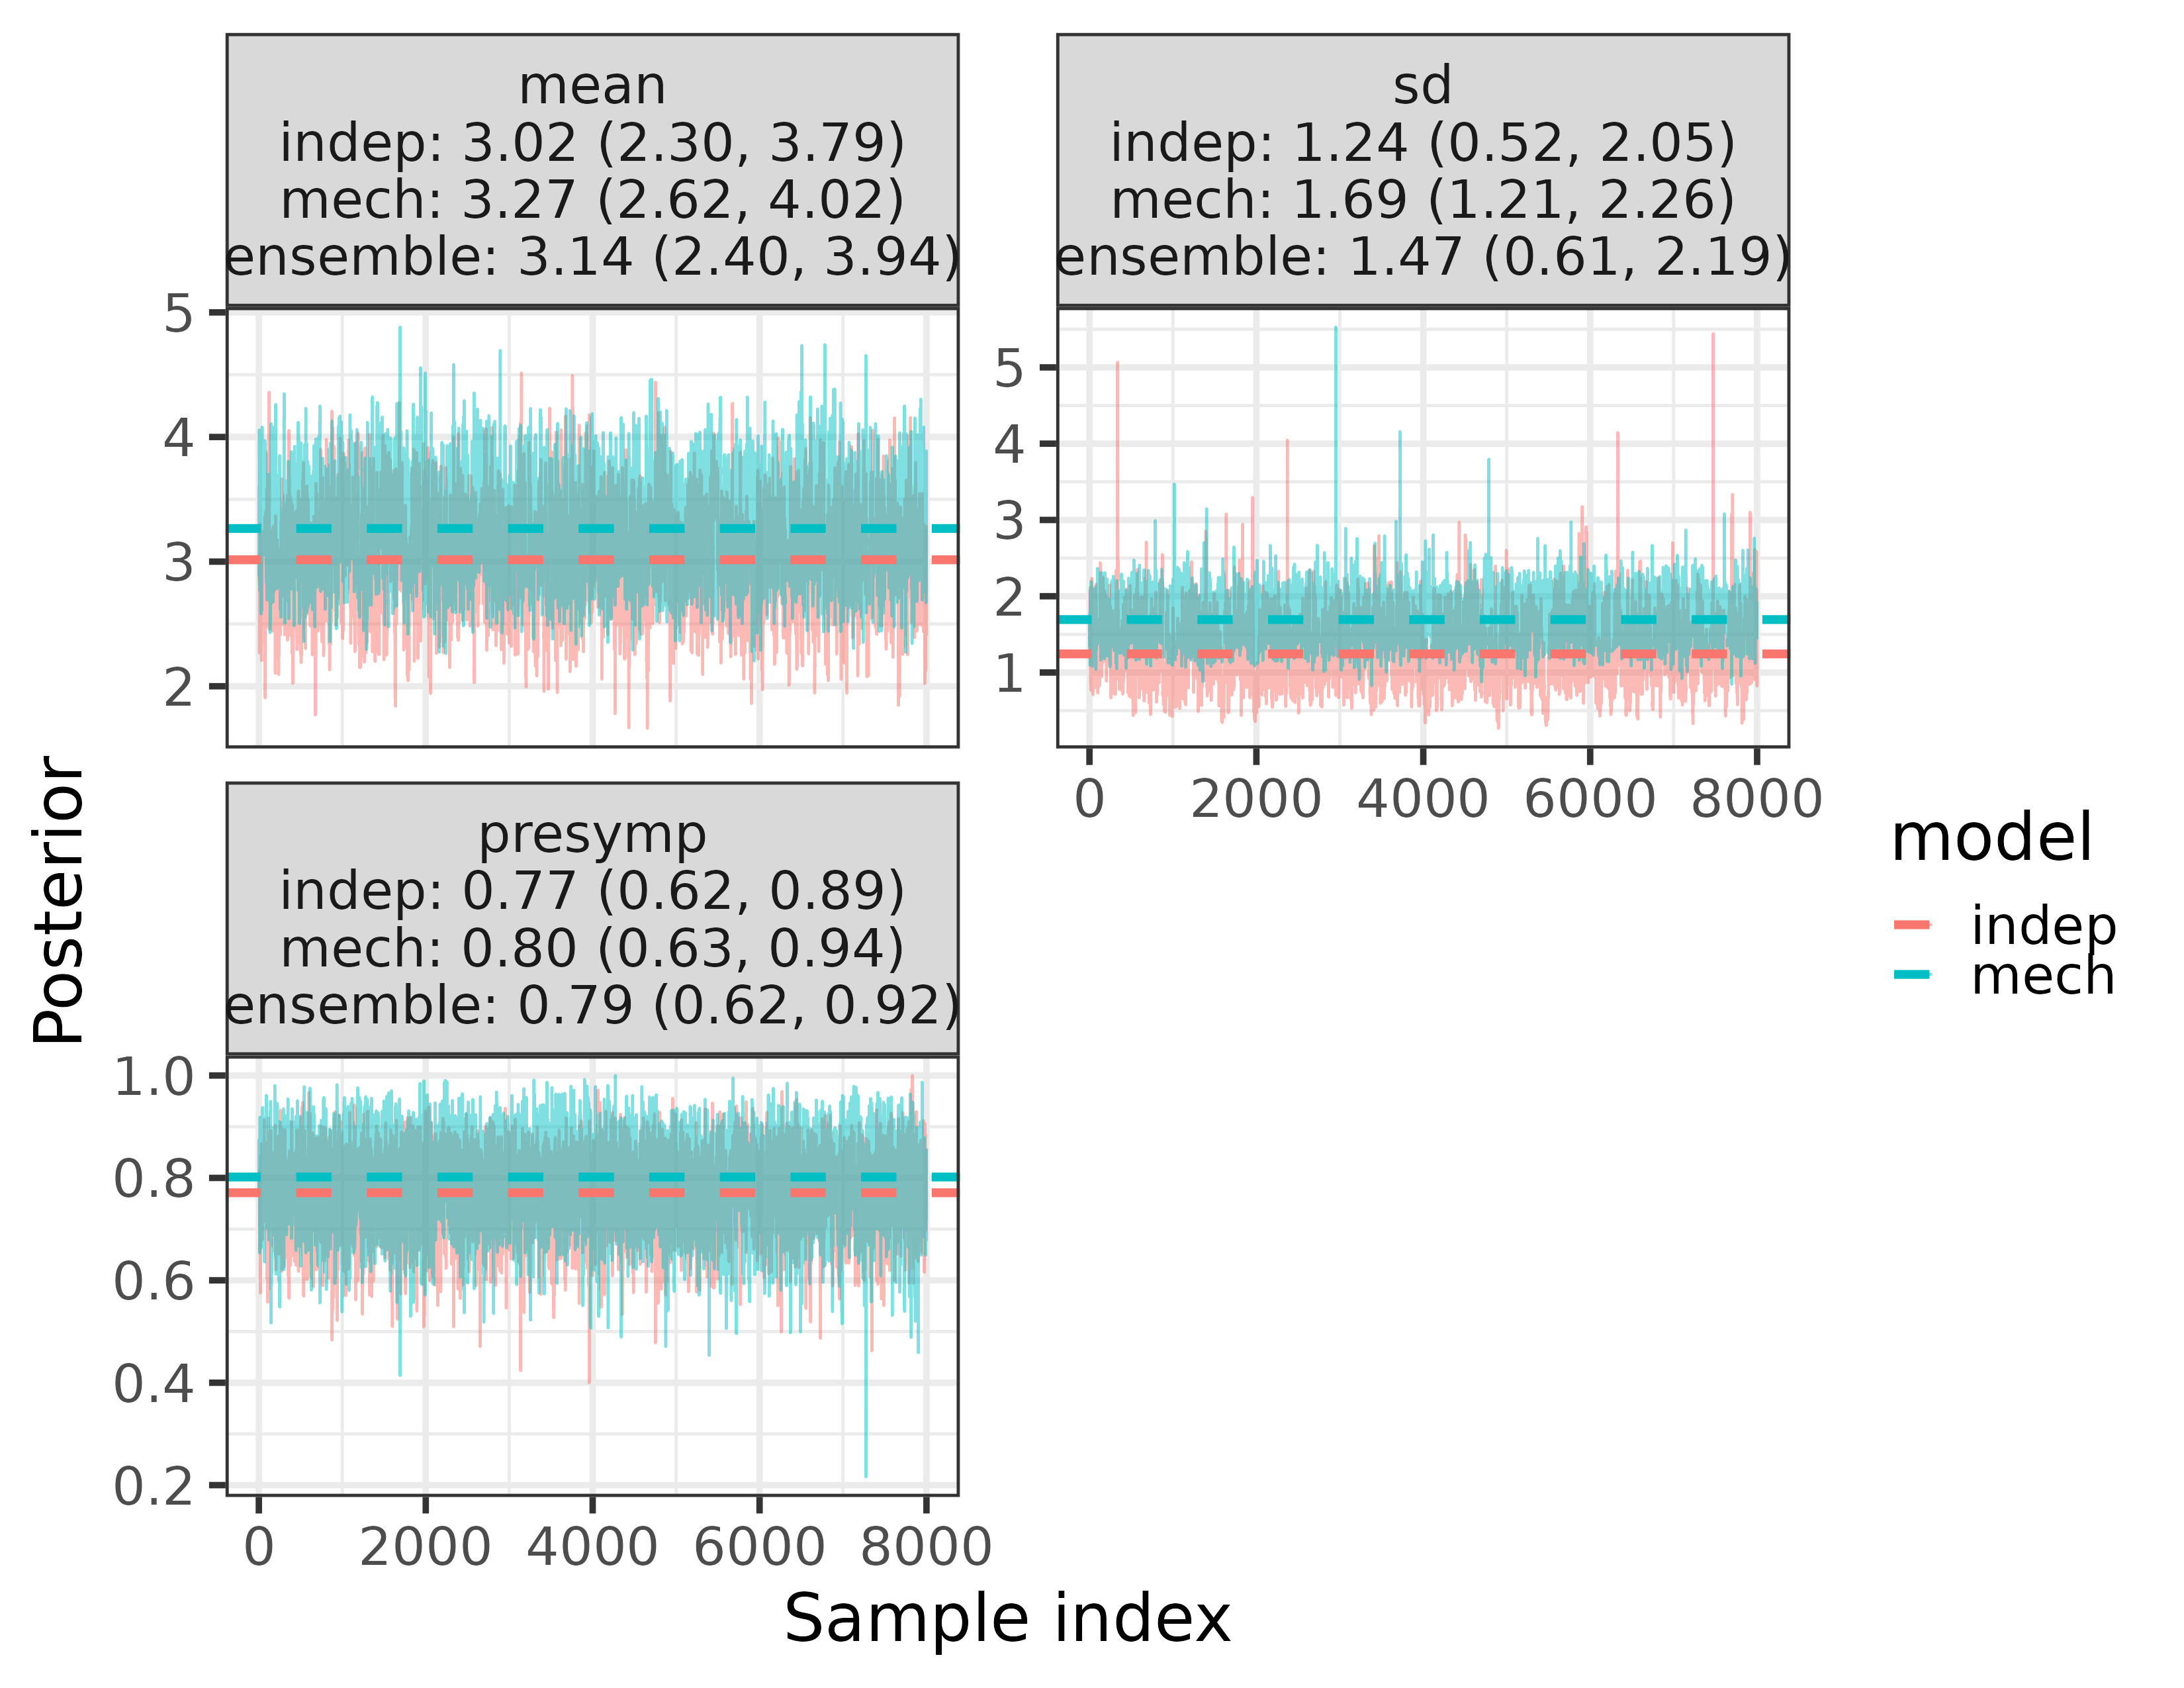 mean
indep: 3.02 (2.30, 3.79)
mech: 3.27 (2.62, 4.02)
ensemble: 3.14 (2.40, 3.94)
5
4
3
2
sd
indep: 1.24 (0.52, 2.05)
mech: 1.69 (1.21, 2.26)
ensemble: 1.47 (0.61, 2.19)
5
4
3
2
1
0 2000 4000 6000 8000
presymp
indep: 0.77 (0.62, 0.89)
mech: 0.80 (0.63, 0.94)
ensemble: 0.79 (0.62, 0.92)
1.0
0.8
0.6
0.4
0.2
0 2000 4000 6000 8000
Posterior
Sample index
model
indep
mech